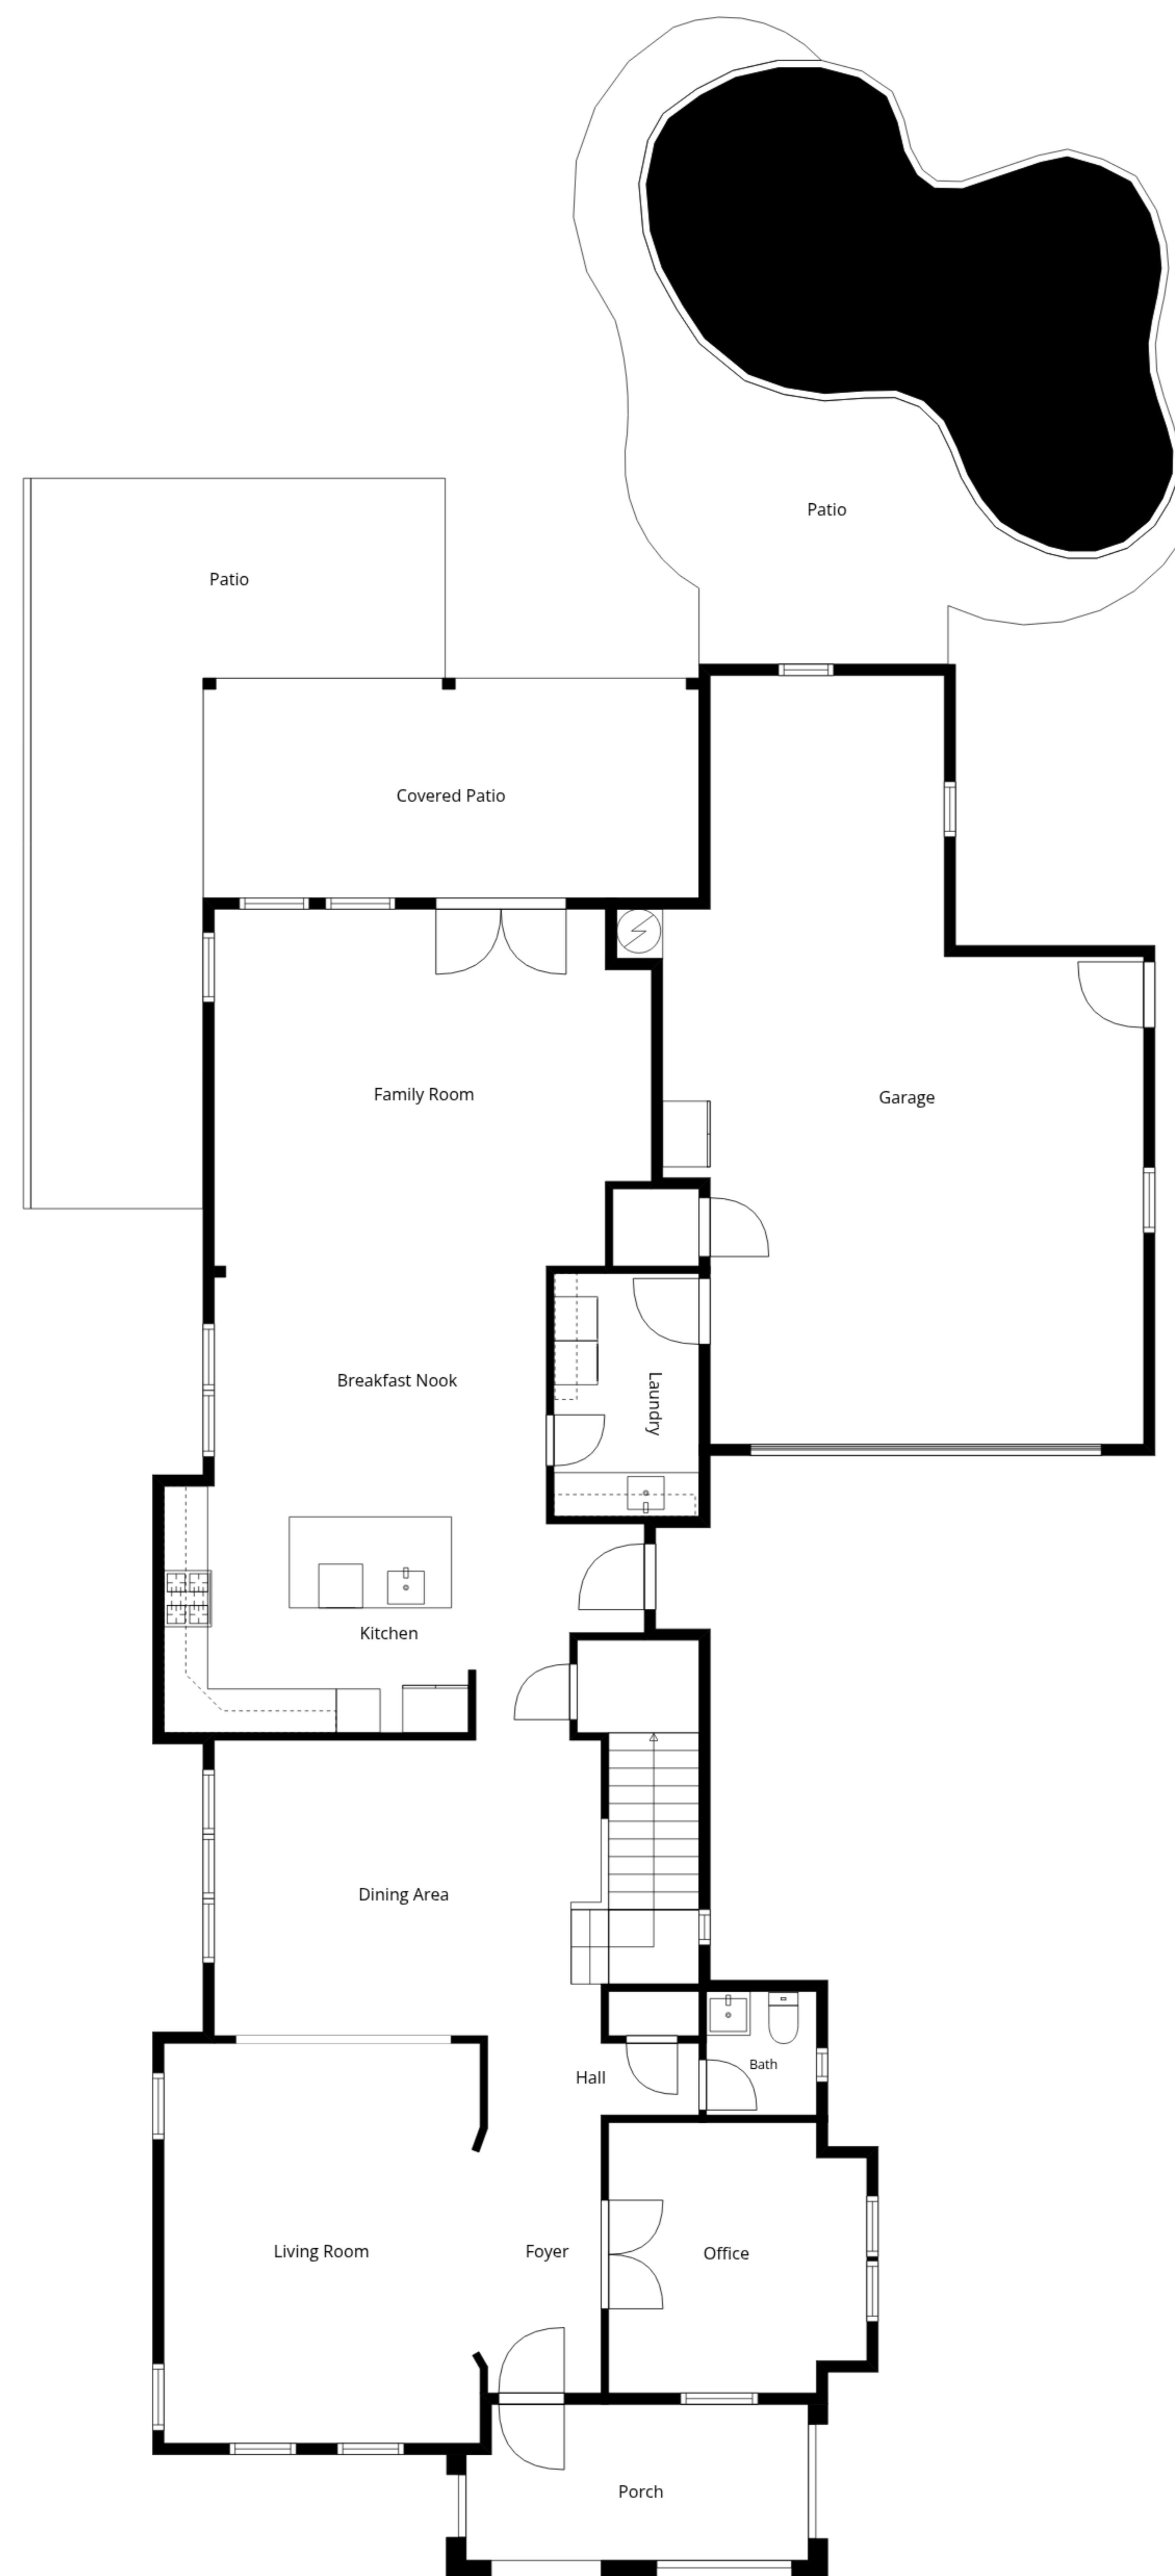 Patio
Patio
Covered Patio
Family Room
Garage
Breakfast Nook
Laundry
Kitchen
Dining Area
Bath
Hall
Living Room
Foyer
Office
Porch